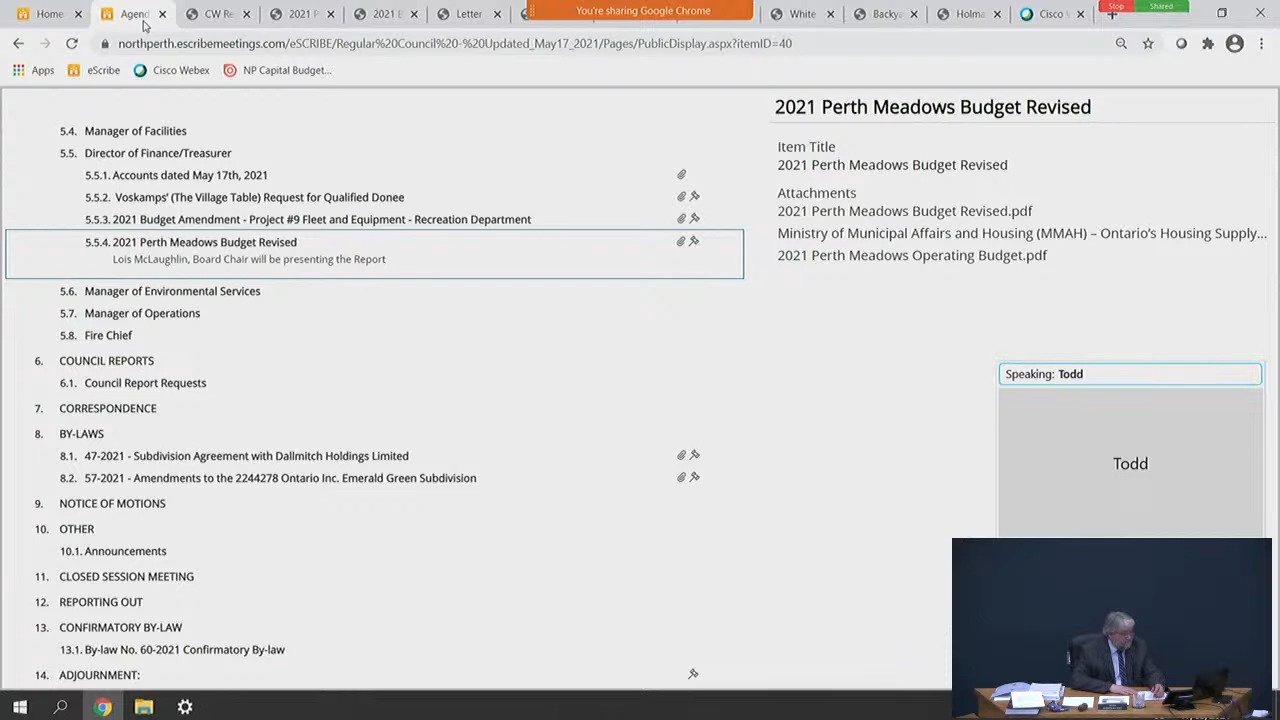 Home
Agend
CW Re
2021 P
2021 E
Letter
You're sharing Google Chrome
White
Backya
Holma
Cisco W
Stop
Shared
northperth.escribemeetings.com/eSCRIBE/Regular%20Council%20-%20Updated_May17_2021/Pages/PublicDisplay.aspx?itemID=40
Apps
eScribe
Cisco Webex
NP Capital Budget...
5.4. Manager of Facilities
5.5. Director of Finance/Treasurer
5.5.1. Accounts dated May 17th, 2021
5.5.2. Voskamps' (The Village Table) Request for Qualified Donee
5.5.3. 2021 Budget Amendment - Project #9 Fleet and Equipment - Recreation Department
5.5.4. 2021 Perth Meadows Budget Revised
Lois McLaughlin, Board Chair will be presenting the Report
5.6. Manager of Environmental Services
5.7. Manager of Operations
5.8. Fire Chief
6. COUNCIL REPORTS
6.1. Council Report Requests
7. CORRESPONDENCE
8. BY-LAWS
8.1. 47-2021 - Subdivision Agreement with Dallmitch Holdings Limited
8.2. 57-2021 - Amendments to the 2244278 Ontario Inc. Emerald Green Subdivision
9. NOTICE OF MOTIONS
10. OTHER
10.1. Announcements
11. CLOSED SESSION MEETING
12. REPORTING OUT
13. CONFIRMATORY BY-LAW
13.1. By-law No. 60-2021 Confirmatory By-law
14. ADJOURNMENT:
2021 Perth Meadows Budget Revised
Item Title
2021 Perth Meadows Budget Revised
Attachments
2021 Perth Meadows Budget Revised.pdf
Ministry of Municipal Affairs and Housing (MMAH) – Ontario's Housing Supply...
2021 Perth Meadows Operating Budget.pdf
Speaking: Todd
Todd